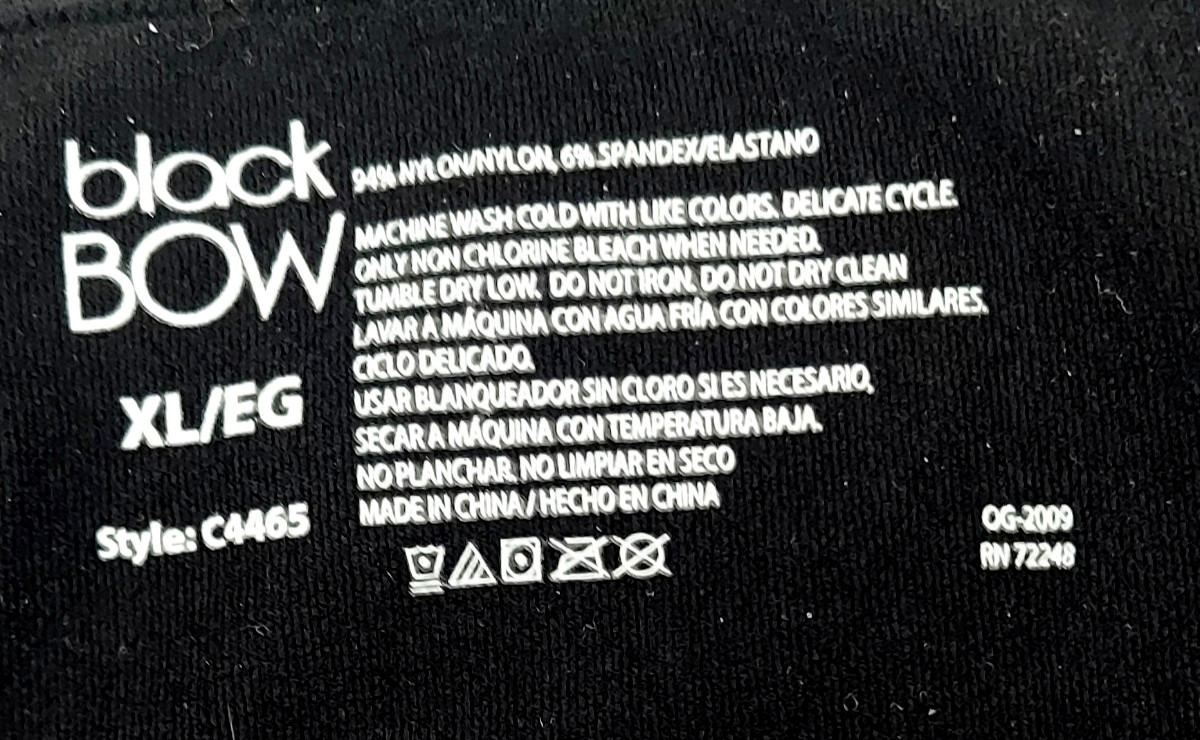 black
BOW
XL/EG
Style: C4465
94% NYLON/NYLON, 6% SPANDEX/ELASTANO
MACHINE WASH COLD WITH LIKE COLORS. DELICATE CYCLE.
ONLY NON CHLORINE BLEACH WHEN NEEDED.
TUMBLE DRY LOW. DO NOT IRON. DO NOT DRY CLEAN
LAVAR A MÁQUINA CON AGUA FRÍA CON COLORES SIMILARES.
CICLO DELICADO.
USAR BLANQUEADOR SIN CLORO SI ES NECESARIO,
SECAR A MÁQUINA CON TEMPERATURA BAJA.
NO PLANCHAR. NO LIMPIAR EN SECO
MADE IN CHINA / HECHO EN CHINA
OG-2009
RN 72248